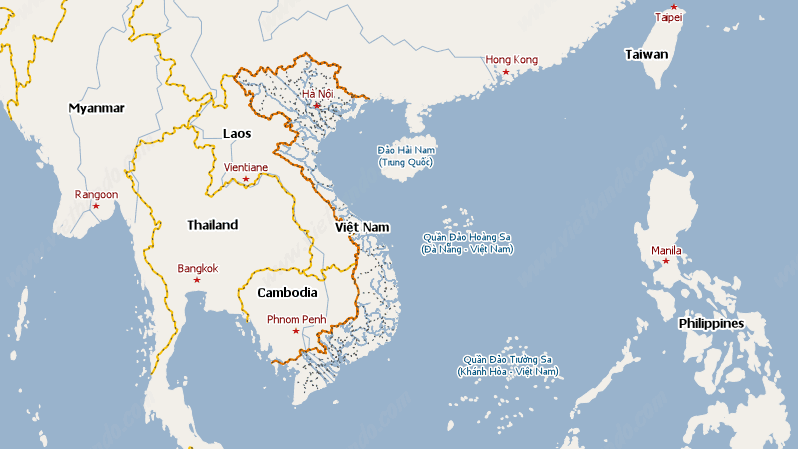 Taipei
Taiwan
Hong Kong
Hà Nội
Myanmar
Laos
Đảo Hải Nam
(Trung Quốc)
Vientiane
Rangoon
Thailand
Việt Nam
Quần Đảo Hoàng Sa
(Đà Nẵng - Việt Nam)
Manila
Bangkok
Cambodia
Phnom Penh
Philippines
Quần Đảo Trường Sa
(Khánh Hòa - Việt Nam)